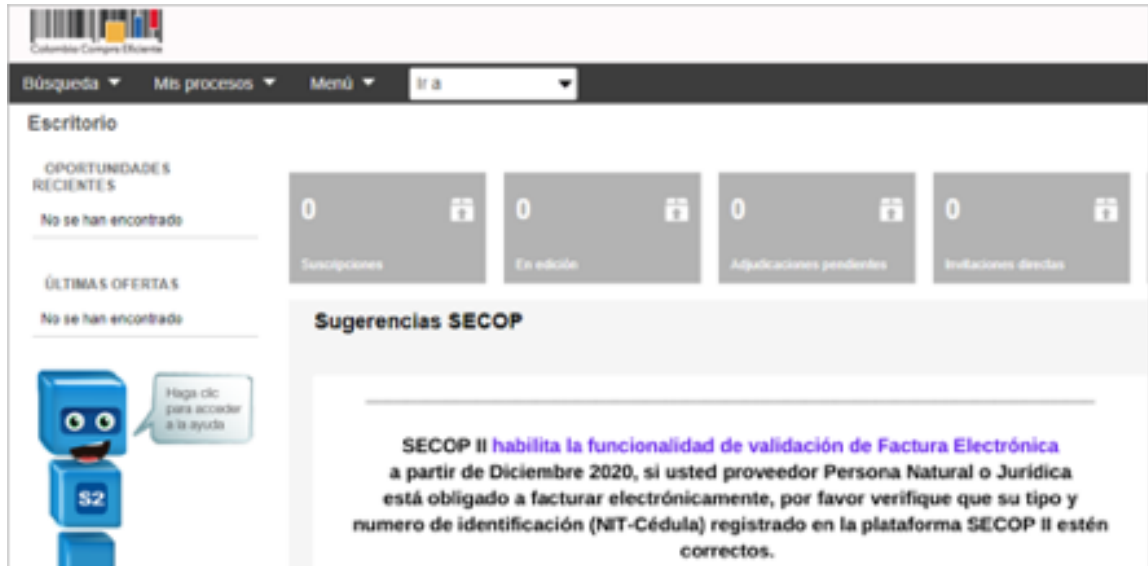 Colombia Compra Eficiente
Búsqueda Mis procesos Menú Ir a
Escritorio
OPORTUNIDADES
RECIENTES
No se han encontrado
ÚLTIMAS OFERTAS
No se han encontrado
Haga clic
para acceder
a la ayuda
S2
0 0 0 0
Suscripciones En edición Adjudicaciones pendientes Invitaciones directas
Sugerencias SECOP
SECOP II habilita la funcionalidad de validación de Factura Electrónica
a partir de Diciembre 2020, si usted proveedor Persona Natural o Jurídica
está obligado a facturar electrónicamente, por favor verifique que su tipo y
numero de identificación (NIT-Cédula) registrado en la plataforma SECOP II estén
correctos.